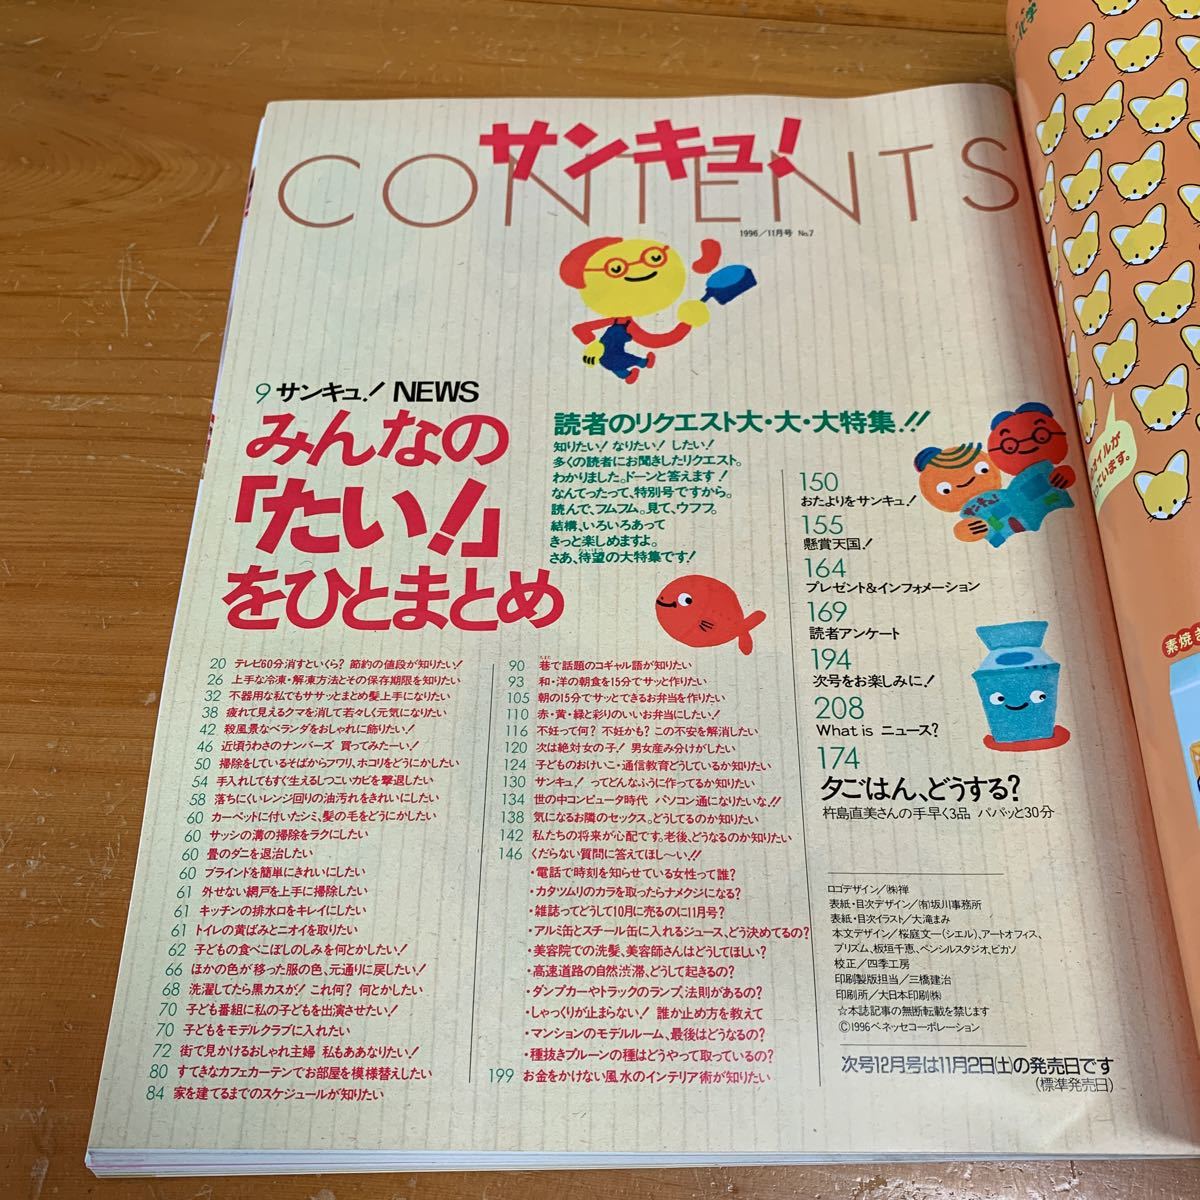 サンキュ!
CONTENTS
1996/11月号 No.7
9 サンキュ! NEWS
みんなの
「たい!」
をひとまとめ
読者のリクエスト大・大・大特集!!
知りたい! なりたい! したい!
多くの読者にお聞きしたリクエスト。
わかりました。ドーンと答えます!
なんてったって、特別号ですから。
読んで、フムフム。見て、ウフフ。
結構、いろいろあって
きっと楽しめますよ。
さあ、待望の大特集です!
20 テレビ60分消すといくら? 節約の値段が知りたい!
26 上手な冷凍・解凍方法とその保存期限を知りたい
32 不器用な私でもササッとまとめ髪上手になりたい
38 疲れて見えるクマを消して若々しく元気になりたい
42 殺風景なベランダをおしゃれに飾りたい!
46 近頃うわさのナンバーズ 買ってみたーい!
50 掃除をしているそばからフワリ、ホコリをどうにかしたい
54 手入れしてもすぐ生えるしつこいカビを撃退したい
58 落ちにくいレンジ回りの油汚れをきれいにしたい
60 カーペットに付いたシミ、髪の毛をどうにかしたい
60 サッシの溝の掃除をラクにしたい
60 畳のダニを退治したい
60 ブラインドを簡単にきれいにしたい
61 外せない網戸を上手に掃除したい
61 キッチンの排水口をキレイにしたい
61 トイレの黄ばみとニオイを取りたい
62 子どもの食べこぼしのしみを何とかしたい!
66 ほかの色が移った服の色、元通りに戻したい!
68 洗濯してたら黒カスが! これ何? 何とかしたい
70 子ども番組に私の子どもを出演させたい!
70 子どもをモデルクラブに入れたい
72 街で見かけるおしゃれ主婦 私もああなりたい!
80 すてきなカフェカーテンでお部屋を模様替えしたい
84 家を建てるまでのスケジュールが知りたい
90 巷で話題のコギャル語が知りたい
93 和・洋の朝食を15分でサッと作りたい
105 朝の15分でサッとできるお弁当を作りたい
110 赤・黄・緑と彩りのいいお弁当にしたい!
116 不妊って何? 不妊かも? この不安を解消したい
120 次は絶対女の子! 男女産み分けがしたい
124 子どものおけいこ・通信教育どうしているか知りたい
130 サンキュ! ってどんなふうに作ってるか知りたい
134 世の中コンピュータ時代 パソコン通になりたいな!!
138 気になるお隣のセックス。どうしてるのか知りたい
142 私たちの将来が心配です。老後、どうなるのか知りたい
146 くだらない質問に答えてほし〜い!!
・電話で時刻を知らせている女性って誰?
・カタツムリのカラを取ったらナメクジになる?
・雑誌ってどうして10月に売るのに11月号?
・アルミ缶とスチール缶に入れるジュース、どう決めてるの?
・美容院での洗髪、美容師さんはどうしてほしい?
・高速道路の自然渋滞、どうして起きるの?
・ダンプカーやトラックのランプ、法則があるの?
・しゃっくりが止まらない! 誰か止め方を教えて
・マンションのモデルルーム、最後はどうなるの?
・種抜きプルーンの種はどうやって取っているの?
199 お金をかけない風水のインテリア術が知りたい
150
おたよりをサンキュ!
155
懸賞天国!
164
プレゼント&インフォメーション
169
読者アンケート
194
次号をお楽しみに!
208
What is ニュース?
174
夕ごはん、どうする?
杵島直美さんの手早く3品 パパッと30分
ロゴデザイン/㈱禅
表紙・目次デザイン/㈲坂川事務所
表紙・目次イラスト/大滝まみ
本文デザイン/桜庭文一(シエル)、アートオフィス、
プリズム、板垣千恵、ペンシルスタジオ、ピカソ
校正/四季工房
印刷製版担当/三橋建治
印刷所/大日本印刷㈱
☆本誌記事の無断転載を禁じます
©1996ベネッセコーポレーション
次号12月号は11月2日(土)の発売日です
(標準発売日)
化学
オイルが
います。
素焼き